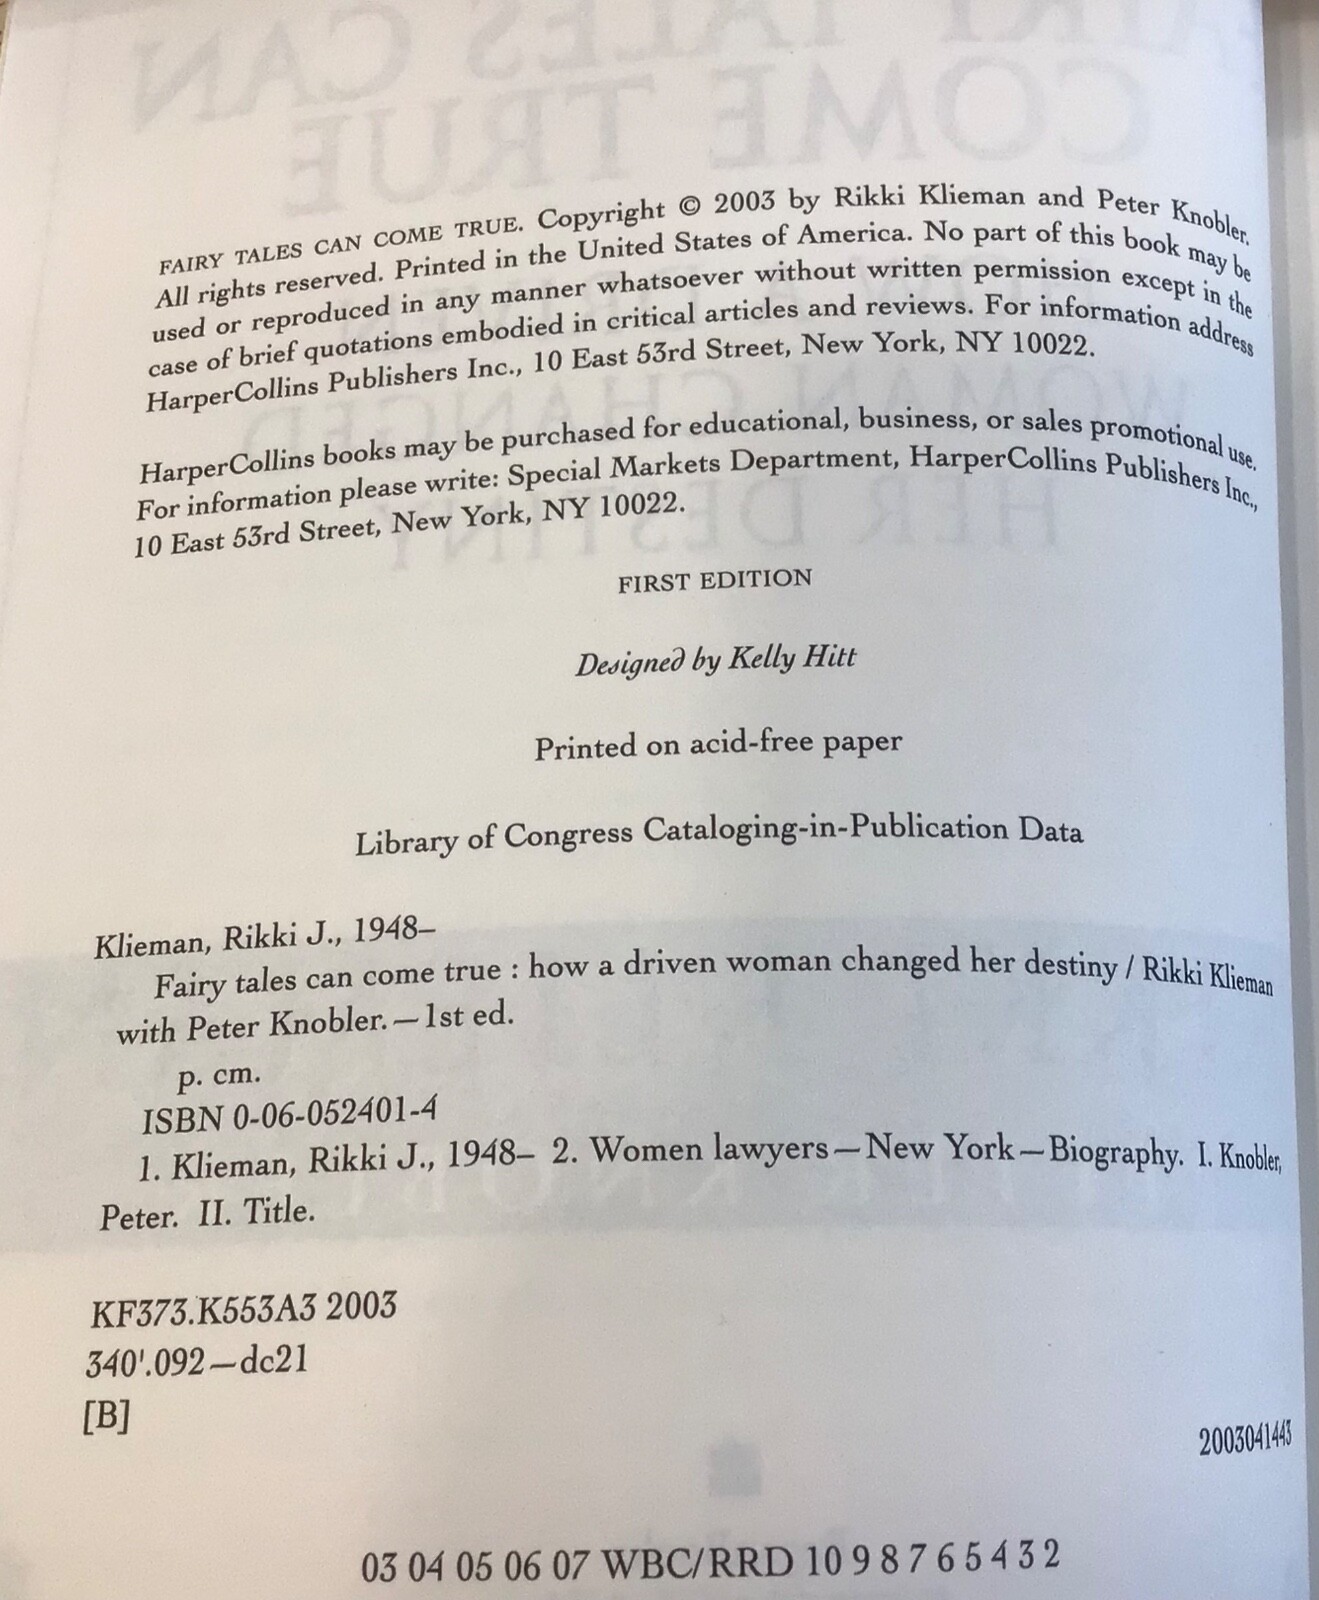 FAIRY TALES CAN COME TRUE. Copyright © 2003 by Rikki Klieman and Peter Knobler.
All rights reserved. Printed in the United States of America. No part of this book may be
used or reproduced in any manner whatsoever without written permission except in the
case of brief quotations embodied in critical articles and reviews. For information address
HarperCollins Publishers Inc., 10 East 53rd Street, New York, NY 10022.
HarperCollins books may be purchased for educational, business, or sales promotional use.
For information please write: Special Markets Department, HarperCollins Publishers Inc.,
10 East 53rd Street, New York, NY 10022.
FIRST EDITION
Designed by Kelly Hitt
Printed on acid-free paper
Library of Congress Cataloging-in-Publication Data
Klieman, Rikki J., 1948–
Fairy tales can come true : how a driven woman changed her destiny / Rikki Klieman
with Peter Knobler.—1st ed.
p. cm.
ISBN 0-06-052401-4
1. Klieman, Rikki J., 1948– 2. Women lawyers—New York—Biography. I. Knobler,
Peter. II. Title.
KF373.K553A3 2003
340'.092—dc21
[B]
2003041443
03 04 05 06 07 WBC/RRD 10 9 8 7 6 5 4 3 2